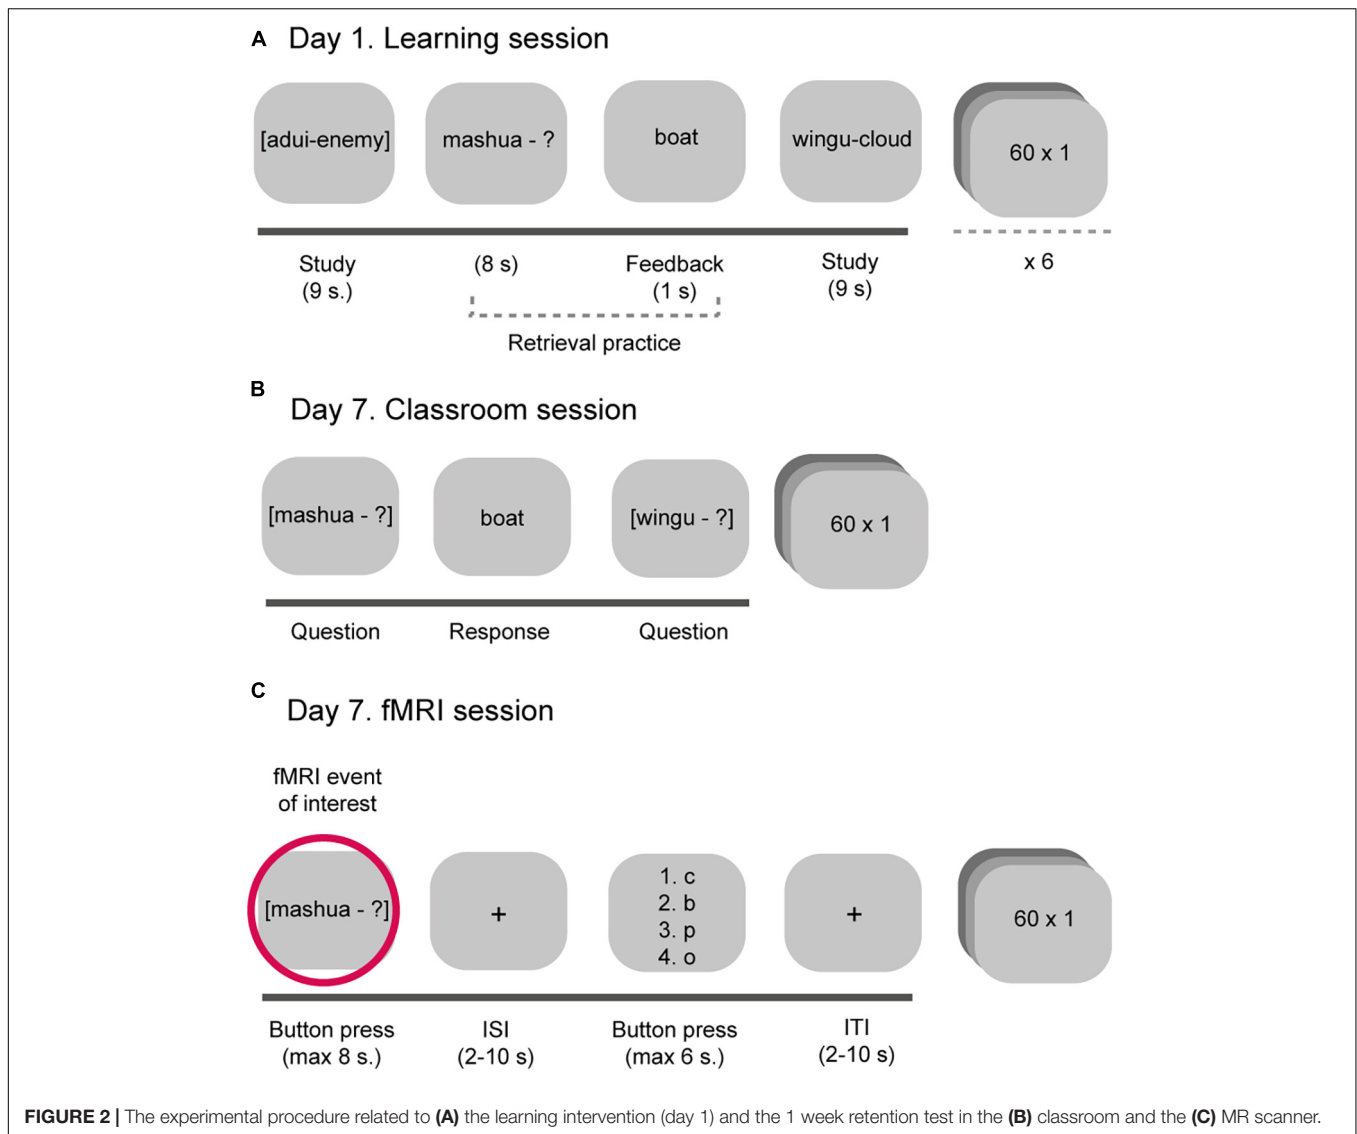 A Day 1. Learning session
[adui-enemy]
mashua - ?
boat
wingu-cloud
60 x 1
Study
(9 s.)
(8 s)
Feedback
(1 s)
Study
(9 s)
x 6
Retrieval practice
B
Day 7. Classroom session
[mashua - ?]
boat
[wingu - ?]
60 x 1
Question
Response
Question
C
Day 7. fMRI session
fMRI event
of interest
[mashua - ?]
+
1. c
2. b
3. p
4. o
+
60 x 1
Button press
(max 8 s.)
ISI
(2-10 s)
Button press
(max 6 s.)
ITI
(2-10 s)
FIGURE 2 | The experimental procedure related to (A) the learning intervention (day 1) and the 1 week retention test in the (B) classroom and the (C) MR scanner.